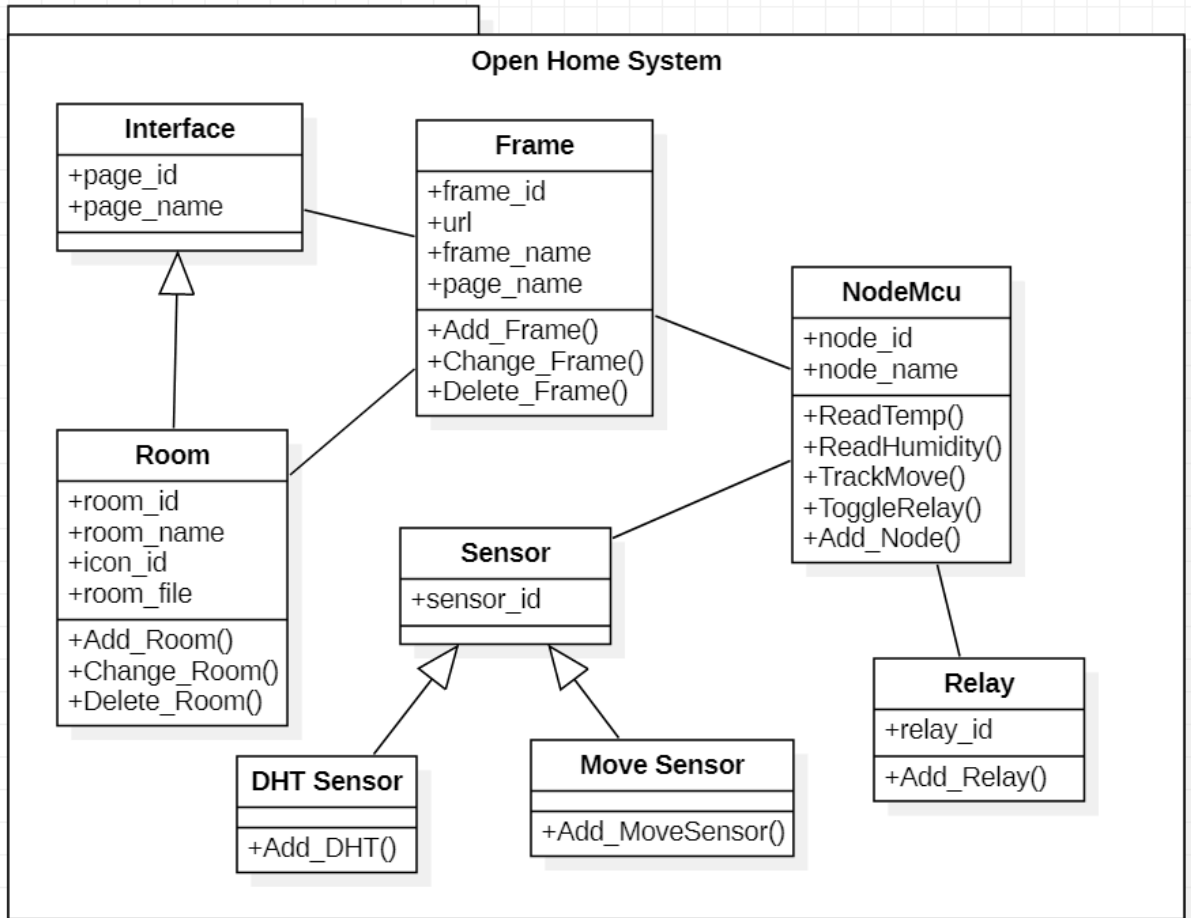 Open Home System
Interface
+page_id
+page_name
Frame
+frame_id
+url
+frame_name
+page_name
+Add_Frame()
+Change_Frame()
+Delete_Frame()
NodeMcu
+node_id
+node_name
+ReadTemp()
+ReadHumidity()
+TrackMove()
+ToggleRelay()
+Add_Node()
Room
+room_id
+room_name
+icon_id
+room_file
+Add_Room()
+Change_Room()
+Delete_Room()
Sensor
+sensor_id
Relay
+relay_id
+Add_Relay()
DHT Sensor
+Add_DHT()
Move Sensor
+Add_MoveSensor()